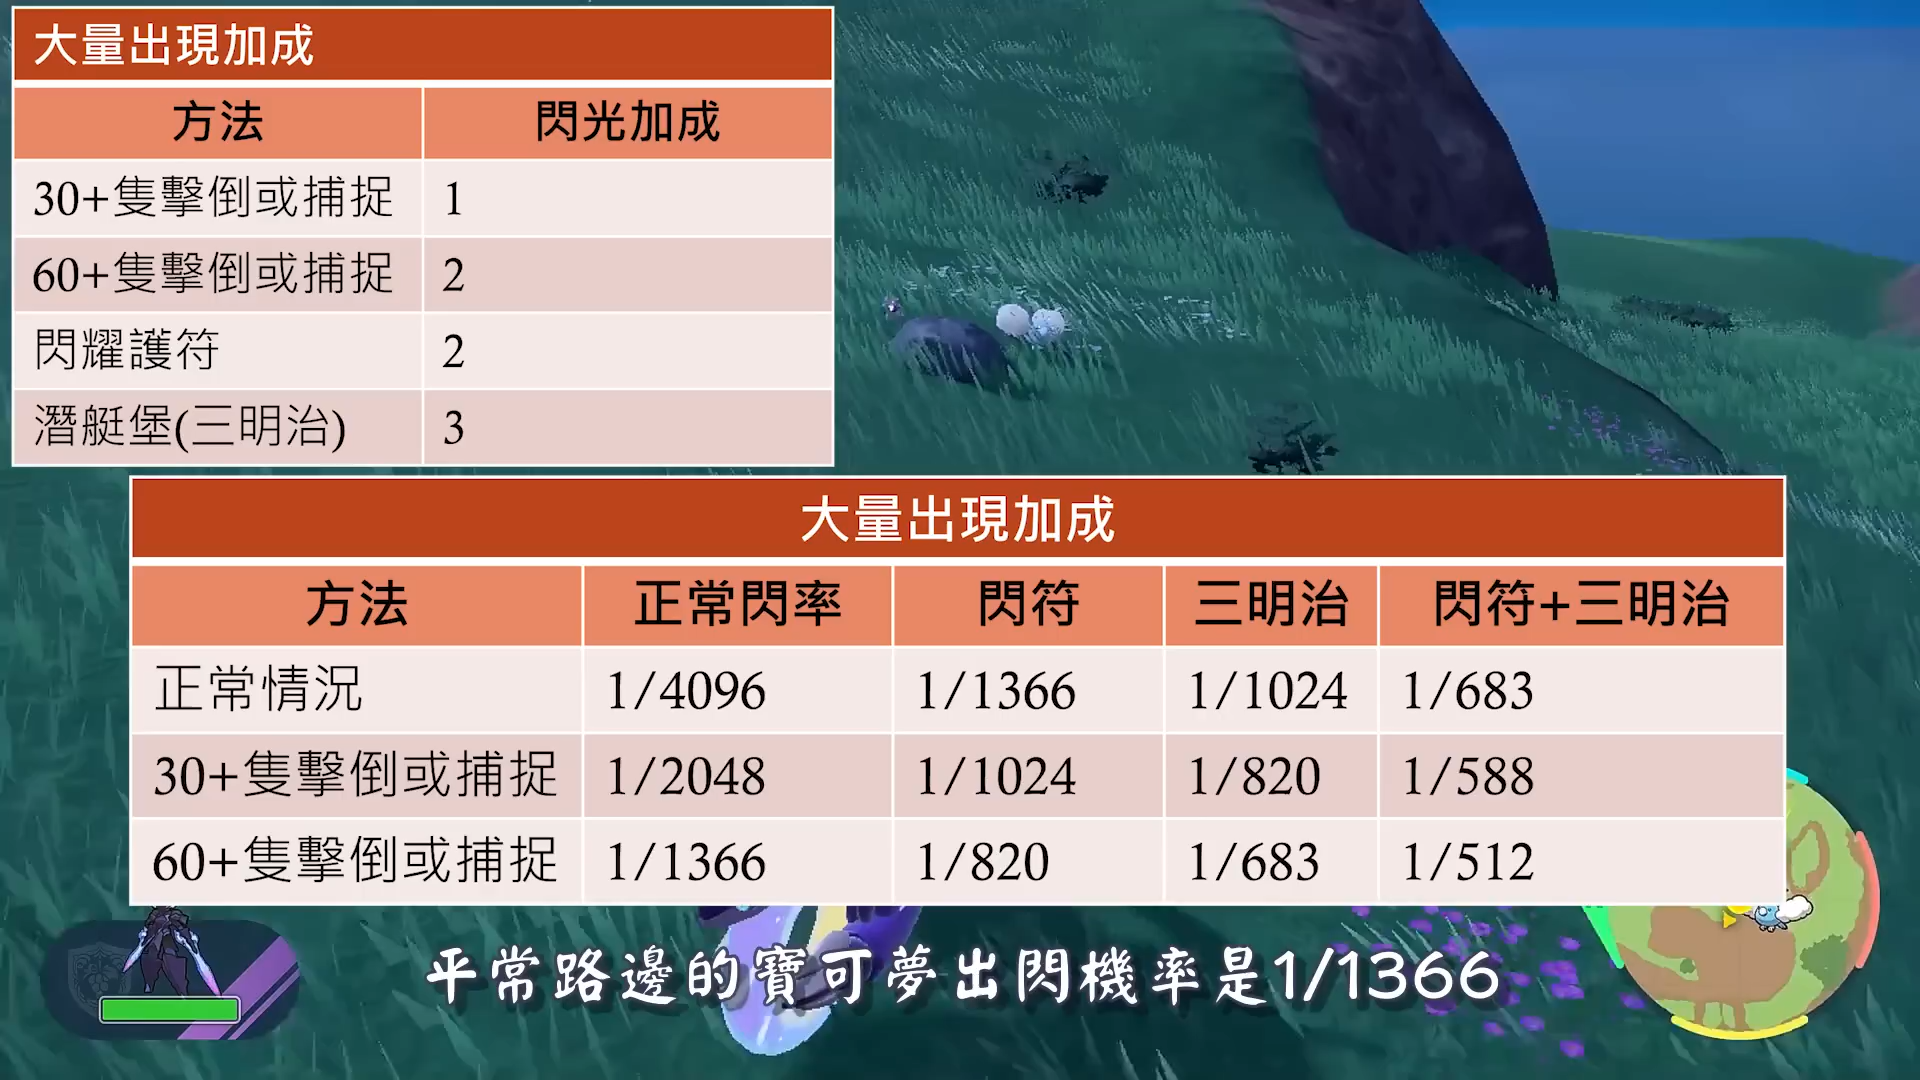 大量出現加成
方法 閃光加成
30+隻擊倒或捕捉 1
60+隻擊倒或捕捉 2
閃耀護符 2
潛艇堡(三明治) 3
大量出現加成
方法 正常閃率 閃符 三明治 閃符+三明治
正常情況 1/4096 1/1366 1/1024 1/683
30+隻擊倒或捕捉 1/2048 1/1024 1/820 1/588
60+隻擊倒或捕捉 1/1366 1/820 1/683 1/512
平常路邊的寶可夢出閃機率是1/1366